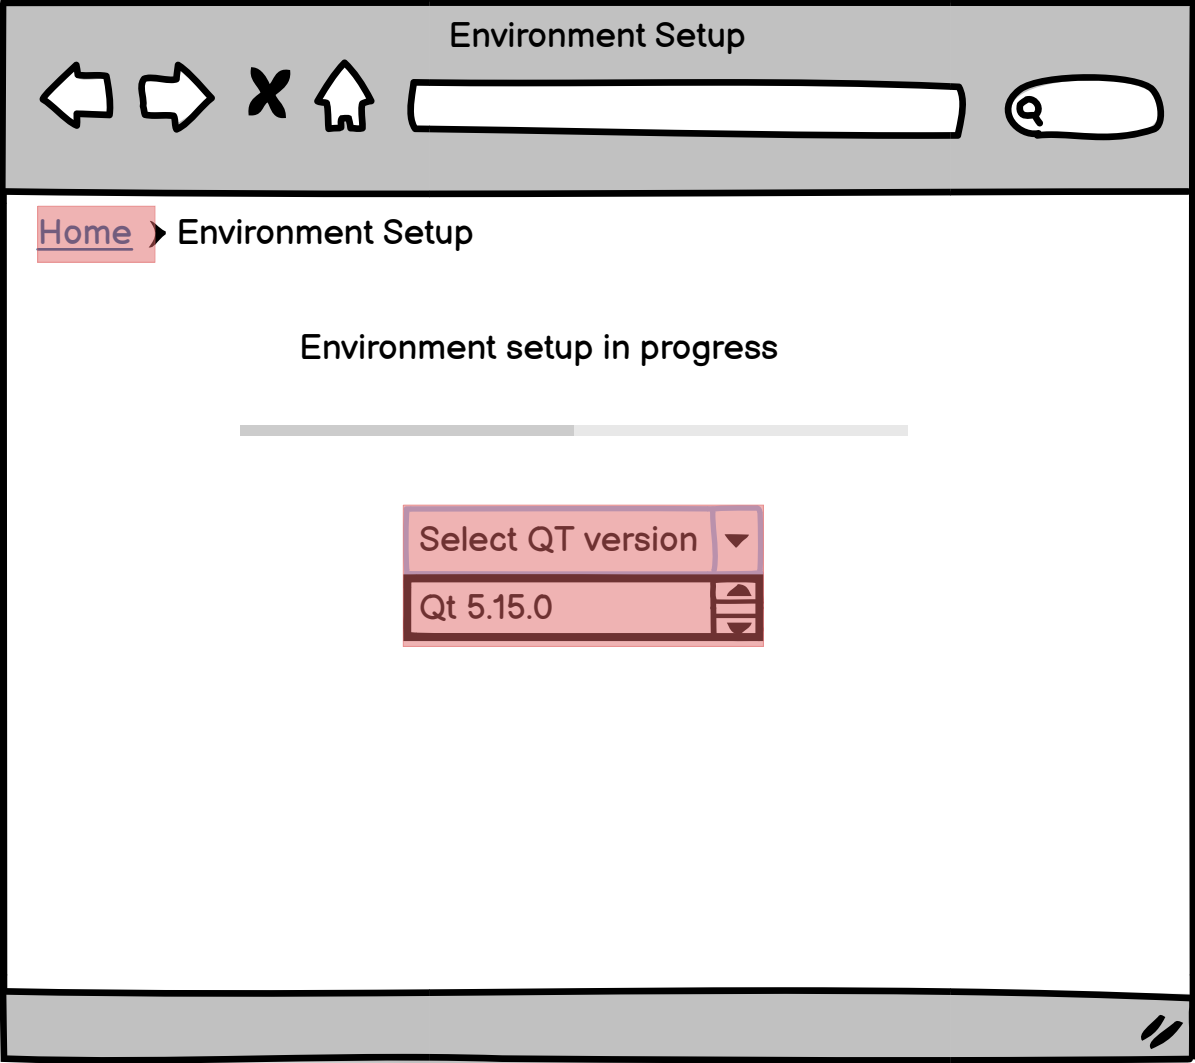 Environment Setup
Home Environment Setup
Environment setup in progress
Select QT version
Qt 5.15.0